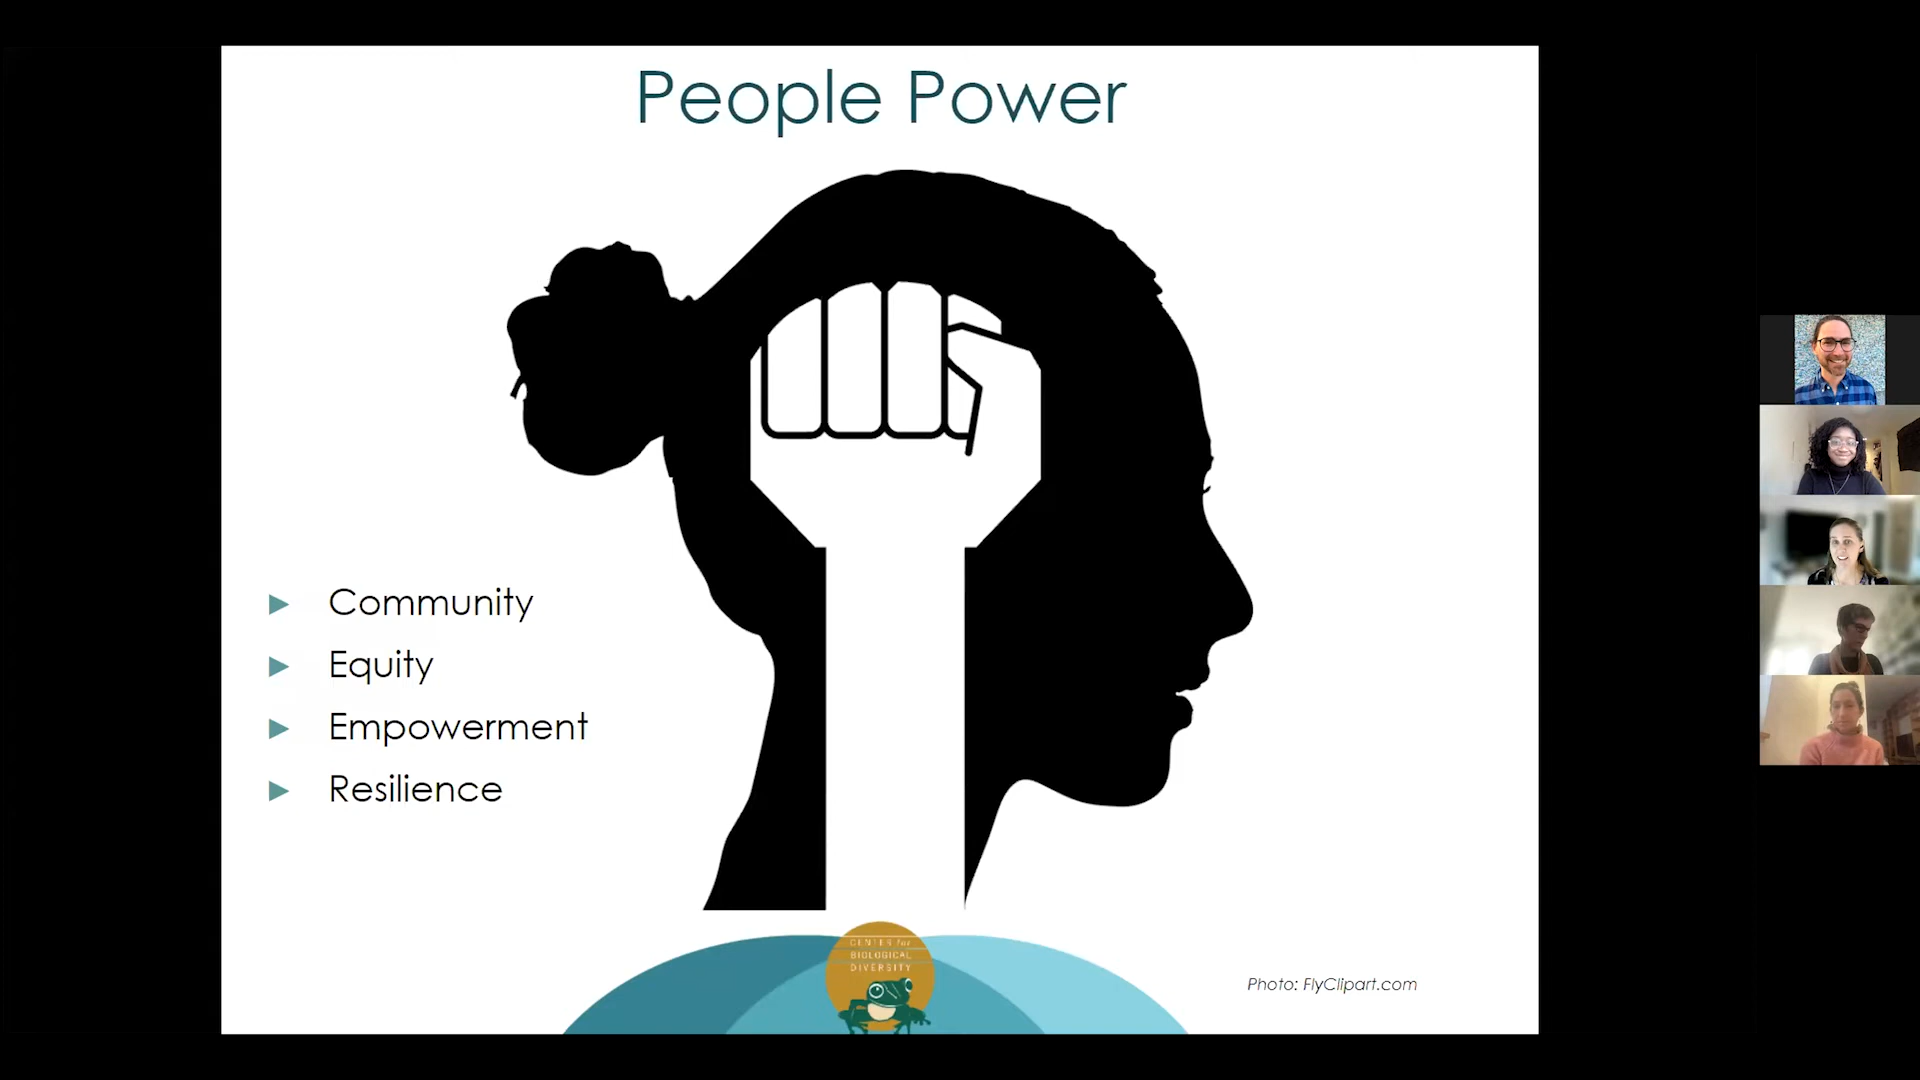 People Power
Community
Equity
Empowerment
Resilience
CENTER for
BIOLOGICAL
DIVERSITY
Photo: FlyClipart.com